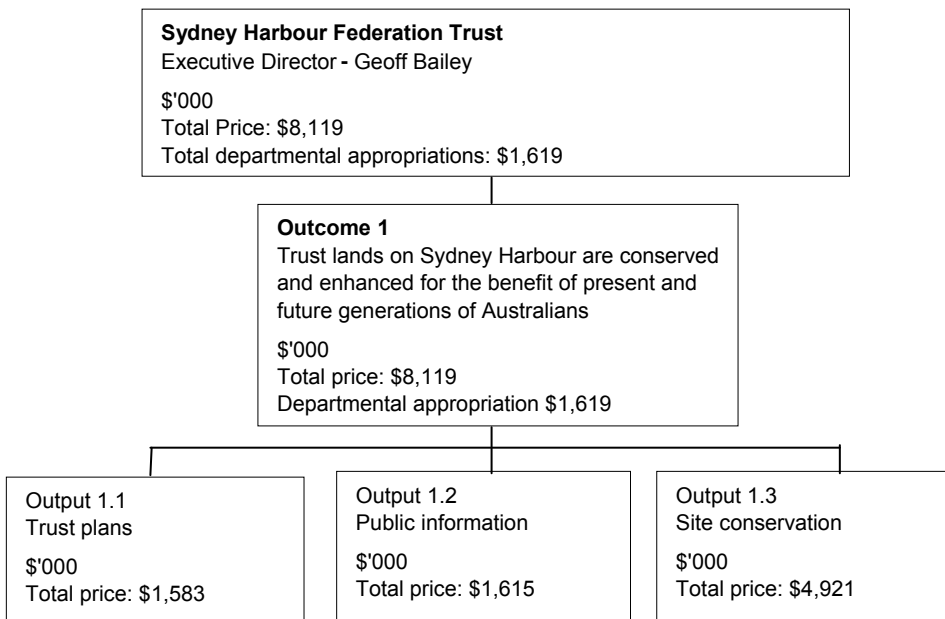 Sydney Harbour Federation Trust
Executive Director - Geoff Bailey
$'000
Total Price: $8,119
Total departmental appropriations: $1,619
Outcome 1
Trust lands on Sydney Harbour are conserved
and enhanced for the benefit of present and
future generations of Australians
$'000
Total price: $8,119
Departmental appropriation $1,619
Output 1.1
Trust plans
$'000
Total price: $1,583
Output 1.2
Public information
$'000
Total price: $1,615
Output 1.3
Site conservation
$'000
Total price: $4,921